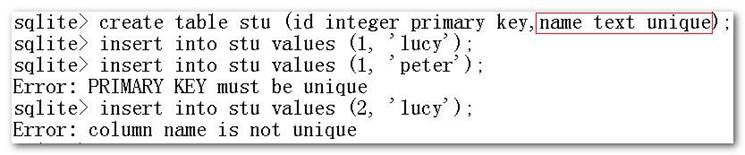 sqlite> create table stu (id integer primary key,name text unique);
sqlite> insert into stu values (1, 'lucy');
sqlite> insert into stu values (1, 'peter');
Error: PRIMARY KEY must be unique
sqlite> insert into stu values (2, 'lucy');
Error: column name is not unique